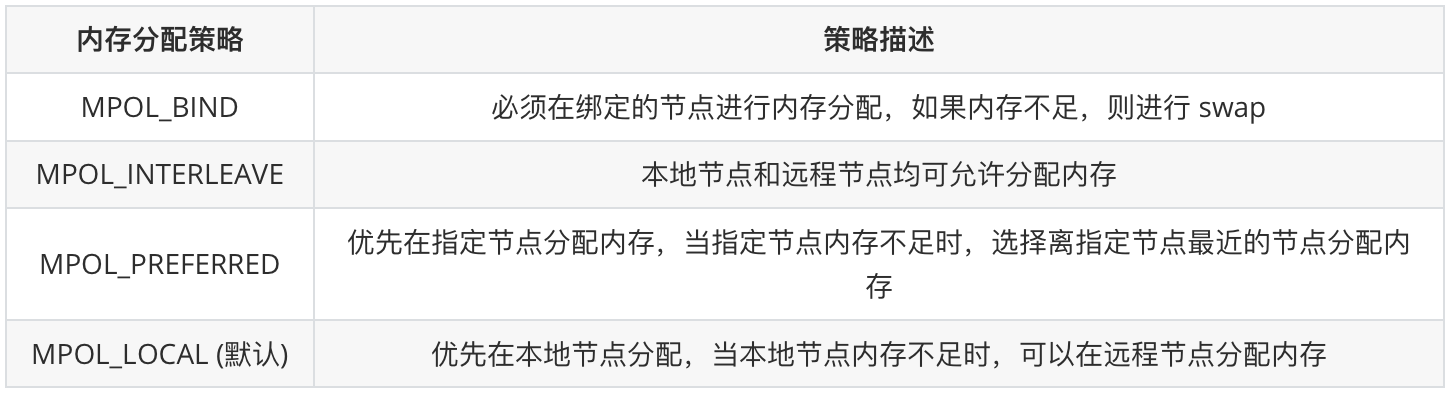 内存分配策略 策略描述
MPOL_BIND 必须在绑定的节点进行内存分配，如果内存不足，则进行 swap
MPOL_INTERLEAVE 本地节点和远程节点均可允许分配内存
MPOL_PREFERRED 优先在指定节点分配内存，当指定节点内存不足时，选择离指定节点最近的节点分配内
存
MPOL_LOCAL (默认) 优先在本地节点分配，当本地节点内存不足时，可以在远程节点分配内存